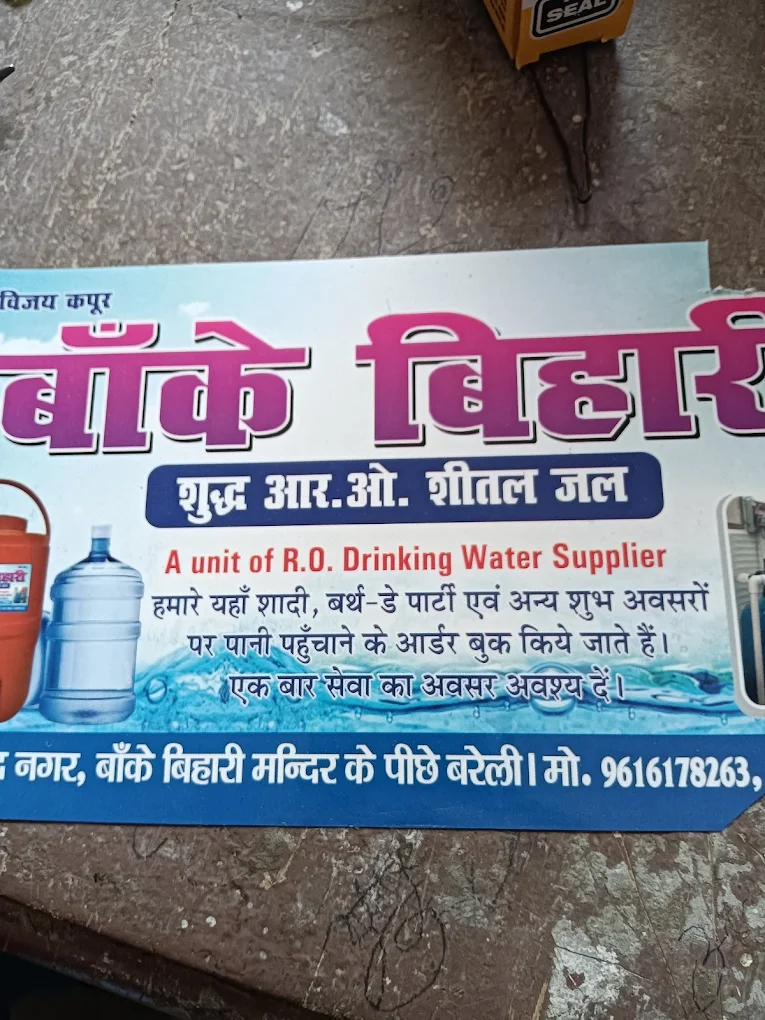 SEAL
विजय कपूर
बाँके बिहारी
शुद्ध आर.ओ. शीतल जल
A unit of R.O. Drinking Water Supplier
हमारे यहाँ शादी, बर्थ-डे पार्टी एवं अन्य शुभ अवसरों
पर पानी पहुँचाने के आर्डर बुक किये जाते हैं।
एक बार सेवा का अवसर अवश्य दें।
नगर, बाँके बिहारी मन्दिर के पीछे बरेली। मो. 9616178263,